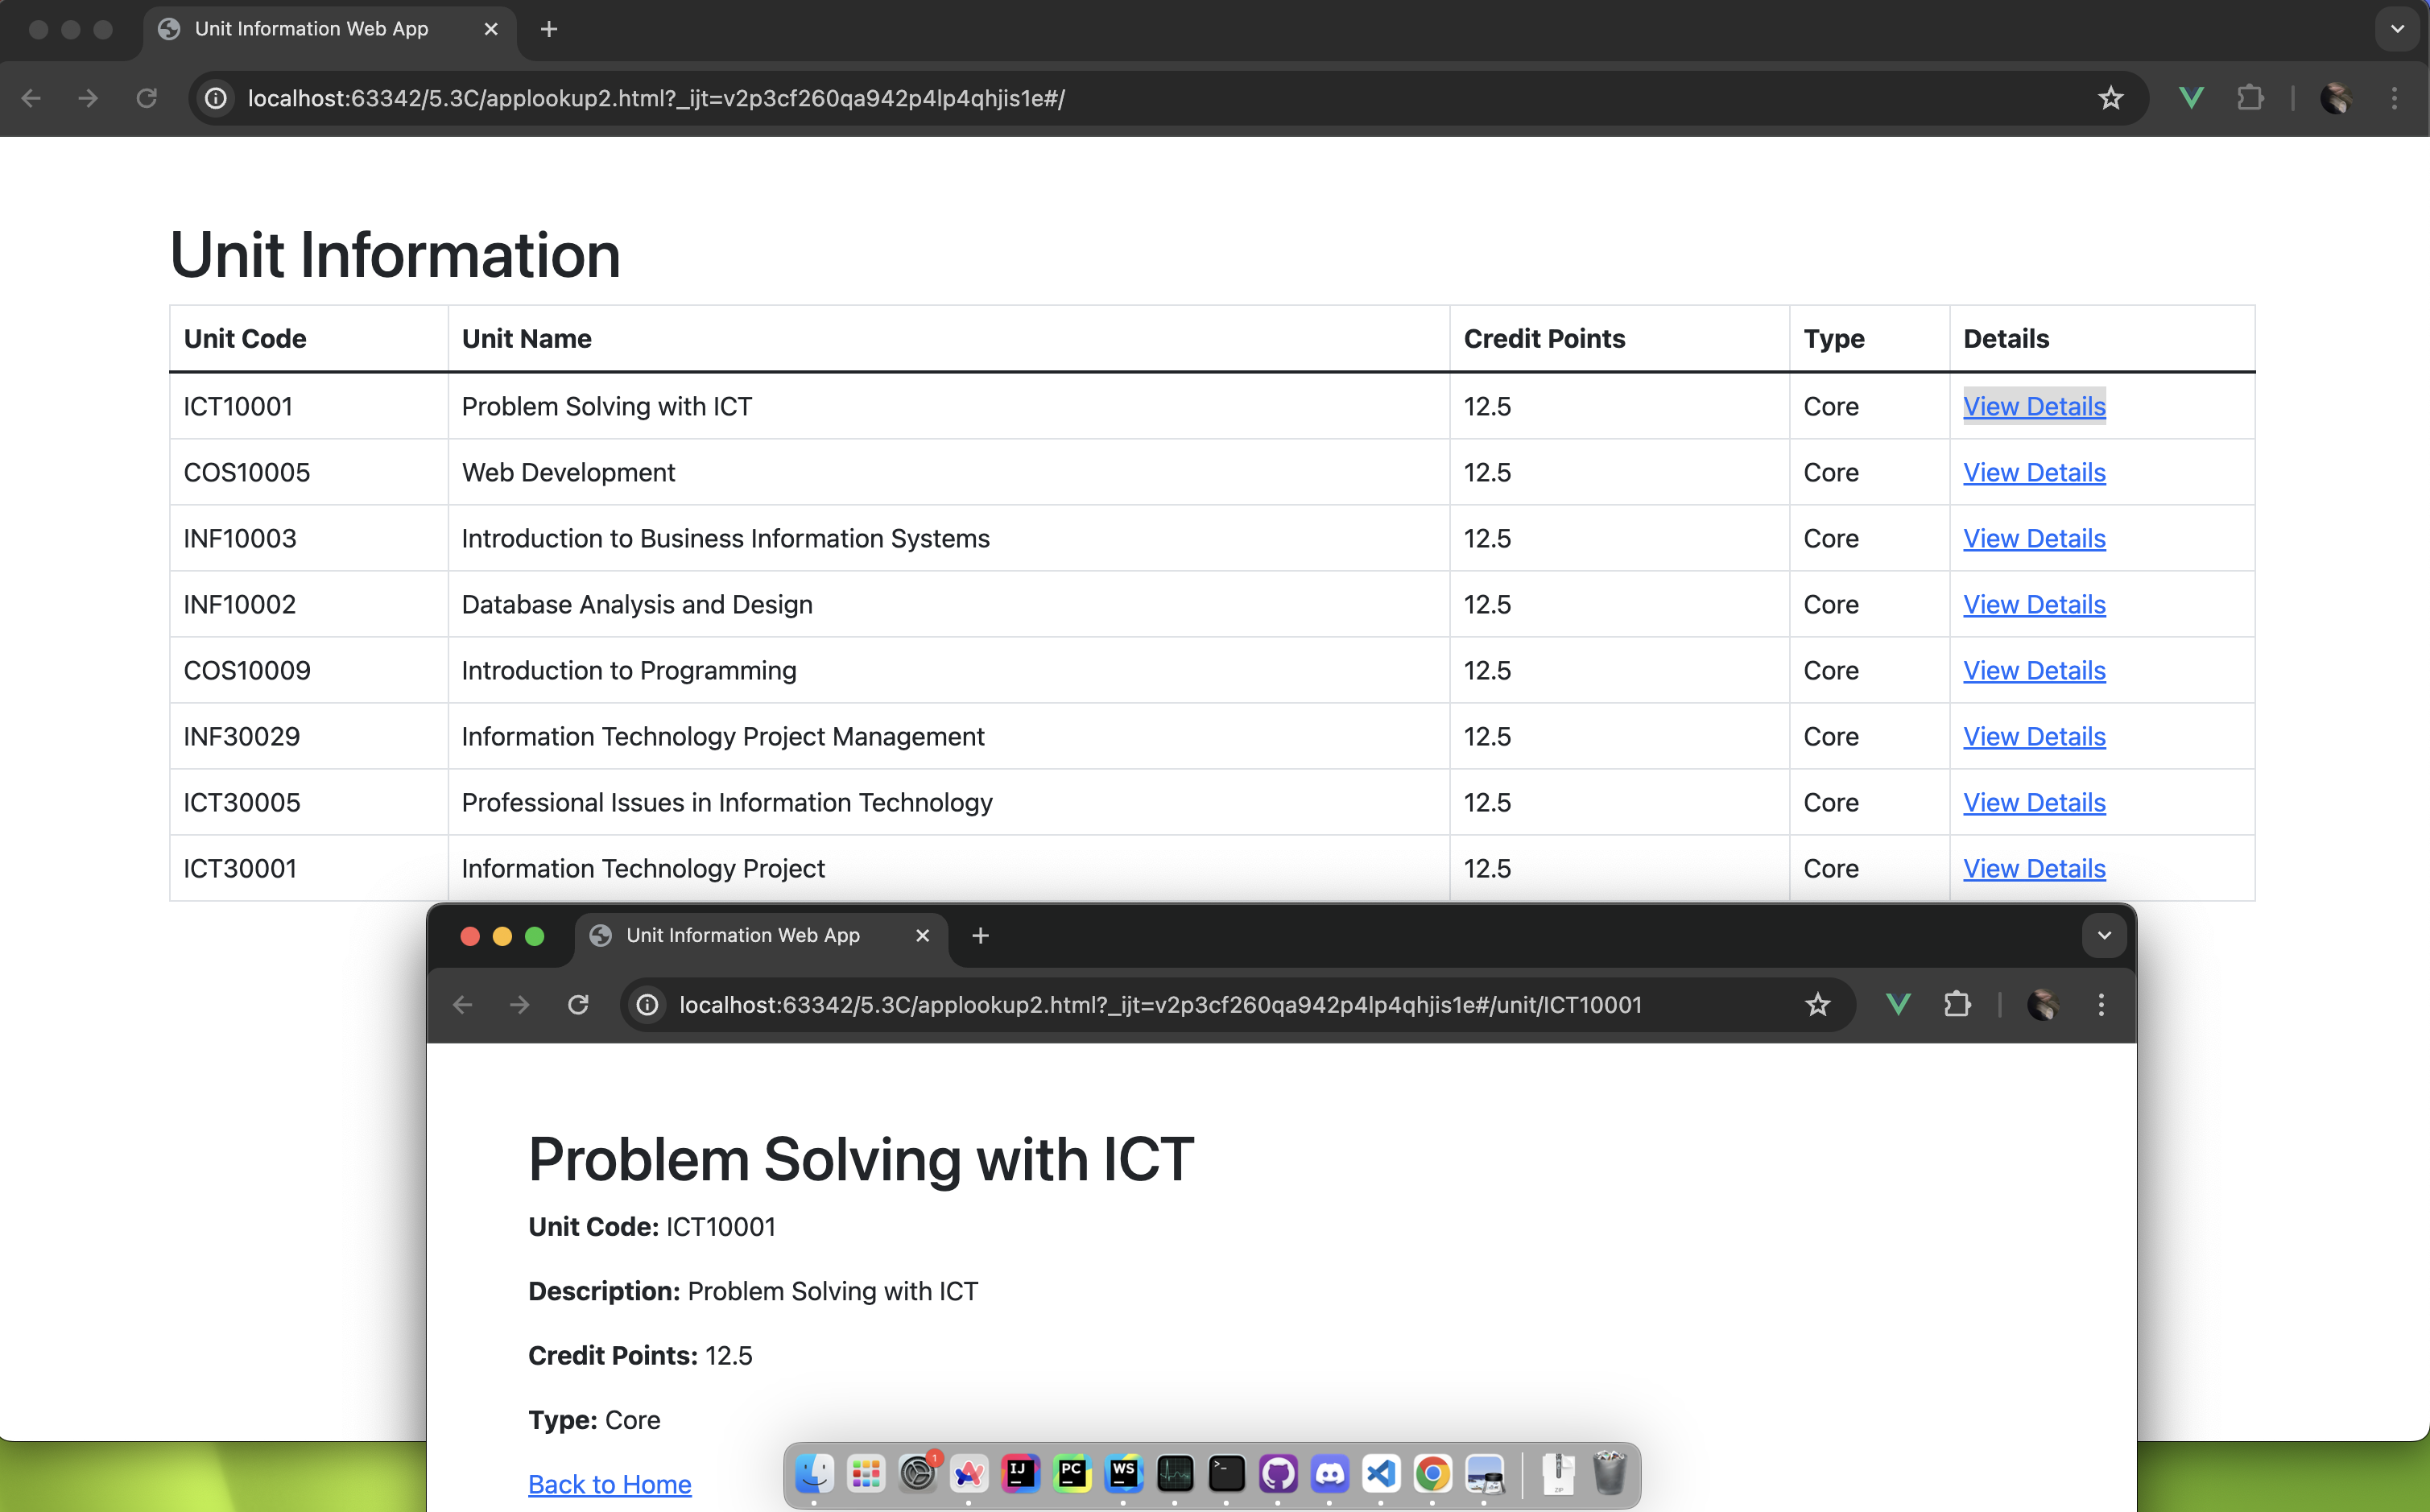 Unit Information Web App
localhost:63342/5.3C/applookup2.html?_ijt=v2p3cf260qa942p4lp4qhjis1e#/
Unit Information
Unit Code Unit Name Credit Points Type Details
ICT10001 Problem Solving with ICT 12.5 Core View Details
COS10005 Web Development 12.5 Core View Details
INF10003 Introduction to Business Information Systems 12.5 Core View Details
INF10002 Database Analysis and Design 12.5 Core View Details
COS10009 Introduction to Programming 12.5 Core View Details
INF30029 Information Technology Project Management 12.5 Core View Details
ICT30005 Professional Issues in Information Technology 12.5 Core View Details
ICT30001 Information Technology Project 12.5 Core View Details
Unit Information Web App
localhost:63342/5.3C/applookup2.html?_ijt=v2p3cf260qa942p4lp4qhjis1e#/unit/ICT10001
Problem Solving with ICT
Unit Code: ICT10001
Description: Problem Solving with ICT
Credit Points: 12.5
Type: Core
Back to Home
1
IJ PC WS >_ ZIP